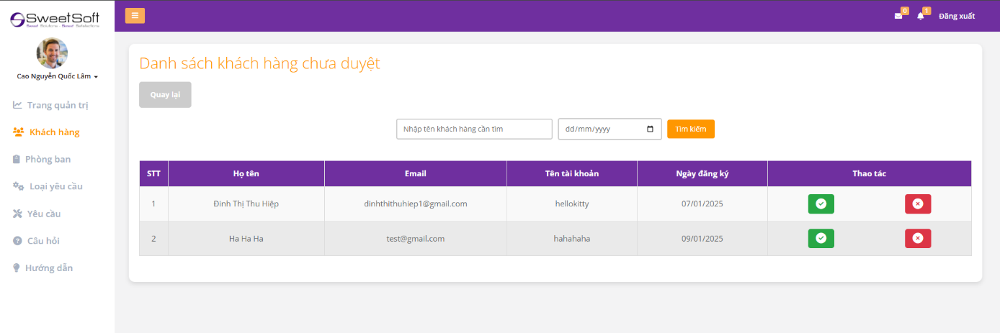 SweetSoft
Sweet Solutions - Sweet Satisfactions
0
1
Đăng xuất
Cao Nguyễn Quốc Lâm
Trang quản trị
Khách hàng
Phòng ban
Loại yêu cầu
Yêu cầu
Câu hỏi
Hướng dẫn
Danh sách khách hàng chưa duyệt
Quay lại
Nhập tên khách hàng cần tìm dd/mm/yyyy Tìm kiếm
STT Họ tên Email Tên tài khoản Ngày đăng ký Thao tác
1 Đinh Thị Thu Hiệp dinhthithuhiep1@gmail.com hellokitty 07/01/2025
2 Ha Ha Ha test@gmail.com hahahaha 09/01/2025